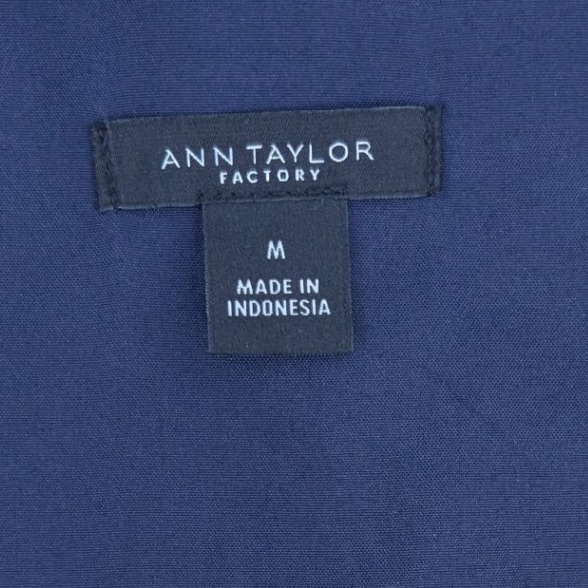 ANN TAYLOR
FACTORY
M
MADE IN
INDONESIA